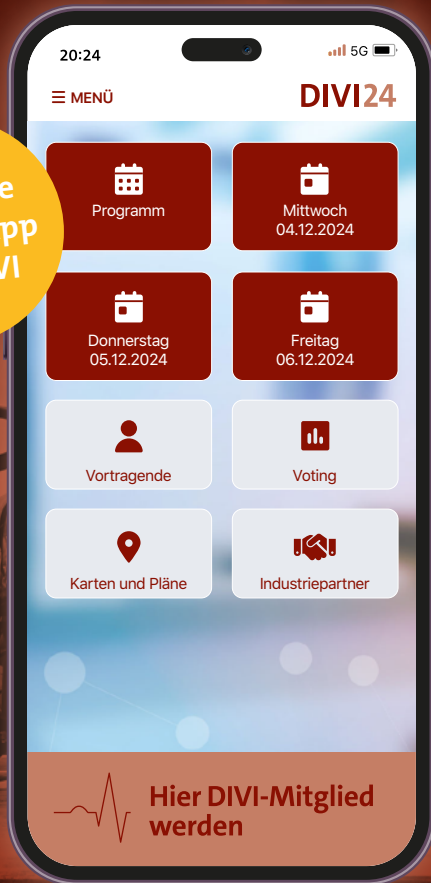 20:24
5G
☰ MENÜ
DIVI24
Programm
Mittwoch
04.12.2024
Donnerstag
05.12.2024
Freitag
06.12.2024
Vortragende
Voting
Karten und Pläne
Industriepartner
Hier DIVI-Mitglied
werden